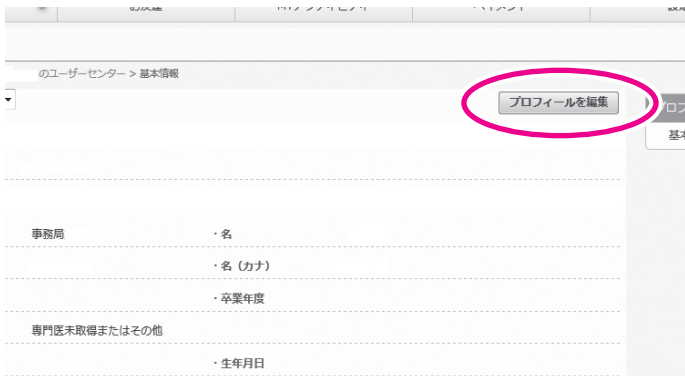 のユーザーセンター > 基本情報
プロフィールを編集
事務局 ・名
・名（カナ）
・卒業年度
専門医未取得またはその他
・生年月日